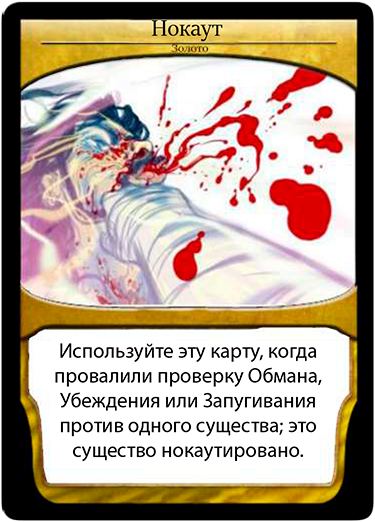 Нокаут
Золото
Используйте эту карту, когда
провалили проверку Обмана,
Убеждения или Запугивания
против одного существа; это
существо нокаутировано.